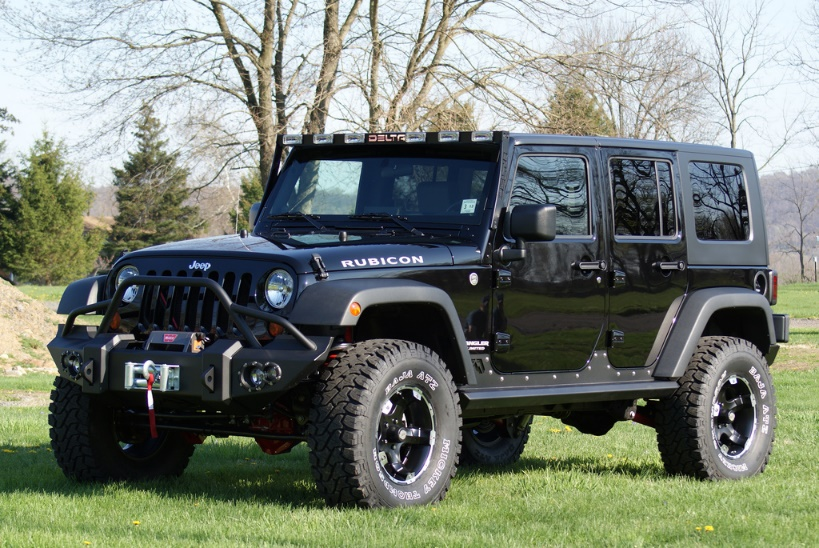 DELTA
Jeep
RUBICON
BAJA ATZ
MICKEY THOMPSON
BAJA ATZ